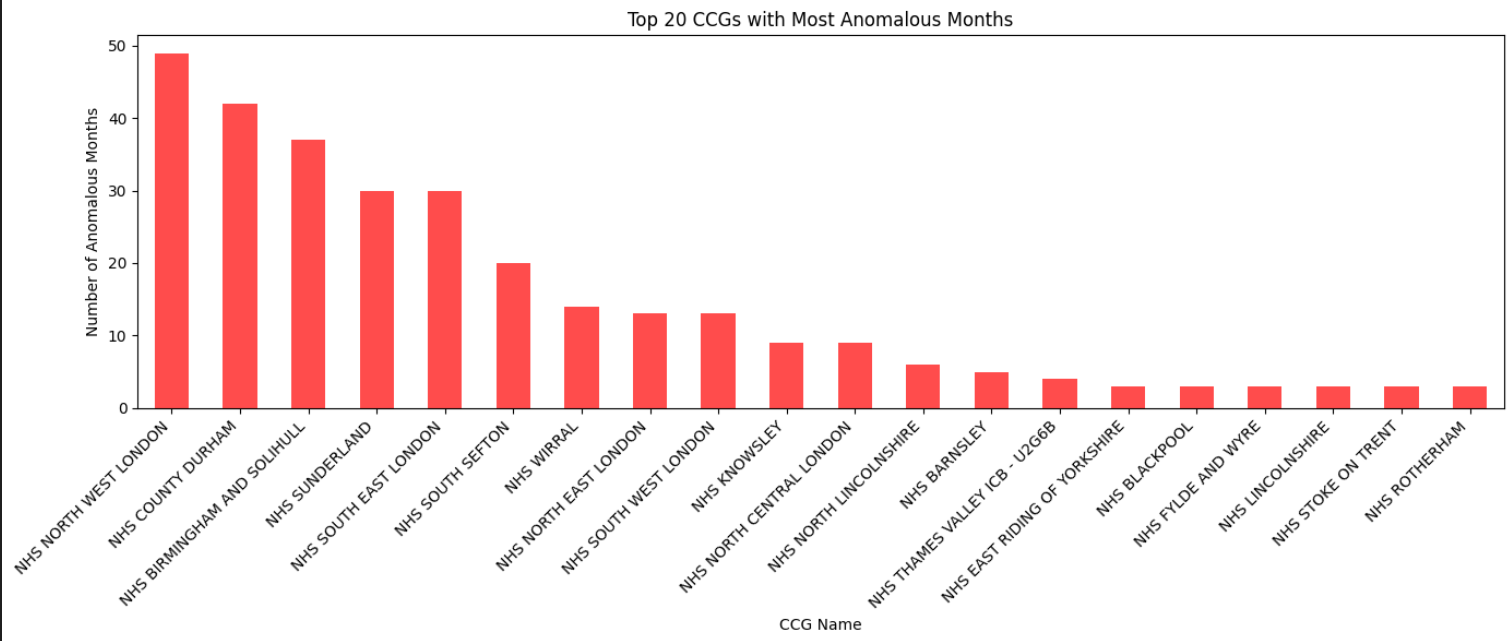 Top 20 CCGs with Most Anomalous Months
Number of Anomalous Months
50
40
30
20
10
0
NHS NORTH WEST LONDON
NHS COUNTY DURHAM
NHS BIRMINGHAM AND SOLIHULL
NHS SUNDERLAND
NHS SOUTH EAST LONDON
NHS SOUTH SEFTON
NHS WIRRAL
NHS NORTH EAST LONDON
NHS SOUTH WEST LONDON
NHS KNOWSLEY
NHS NORTH CENTRAL LONDON
NHS NORTH LINCOLNSHIRE
NHS BARNSLEY
NHS THAMES VALLEY ICB - U2G6B
NHS EAST RIDING OF YORKSHIRE
NHS BLACKPOOL
NHS FYLDE AND WYRE
NHS LINCOLNSHIRE
NHS STOKE ON TRENT
NHS ROTHERHAM
CCG Name